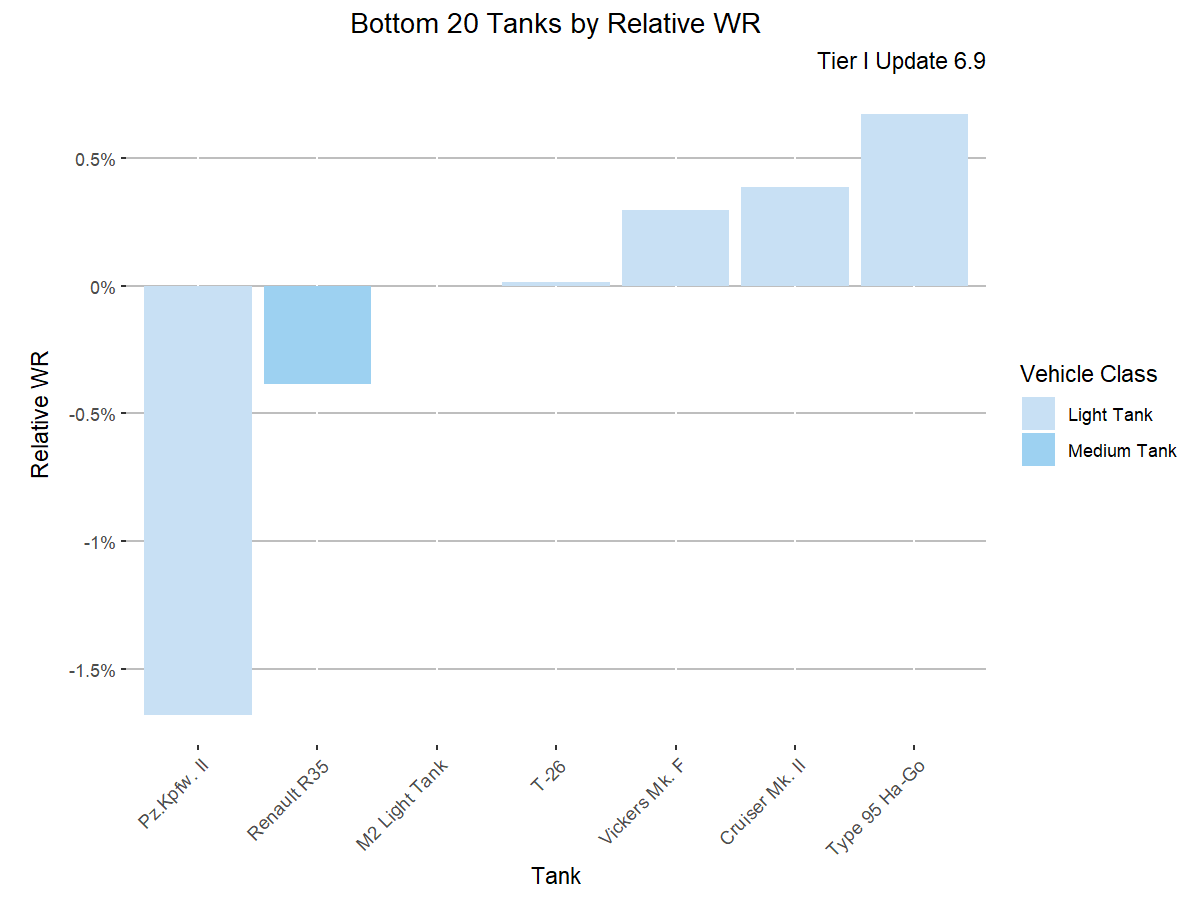 Bottom 20 Tanks by Relative WR
Tier I Update 6.9
Relative WR
0.5%
0%
-0.5%
-1%
-1.5%
Pz.Kpfw. II
Renault R35
M2 Light Tank
T-26
Vickers Mk. F
Cruiser Mk. II
Type 95 Ha-Go
Tank
Vehicle Class
Light Tank
Medium Tank